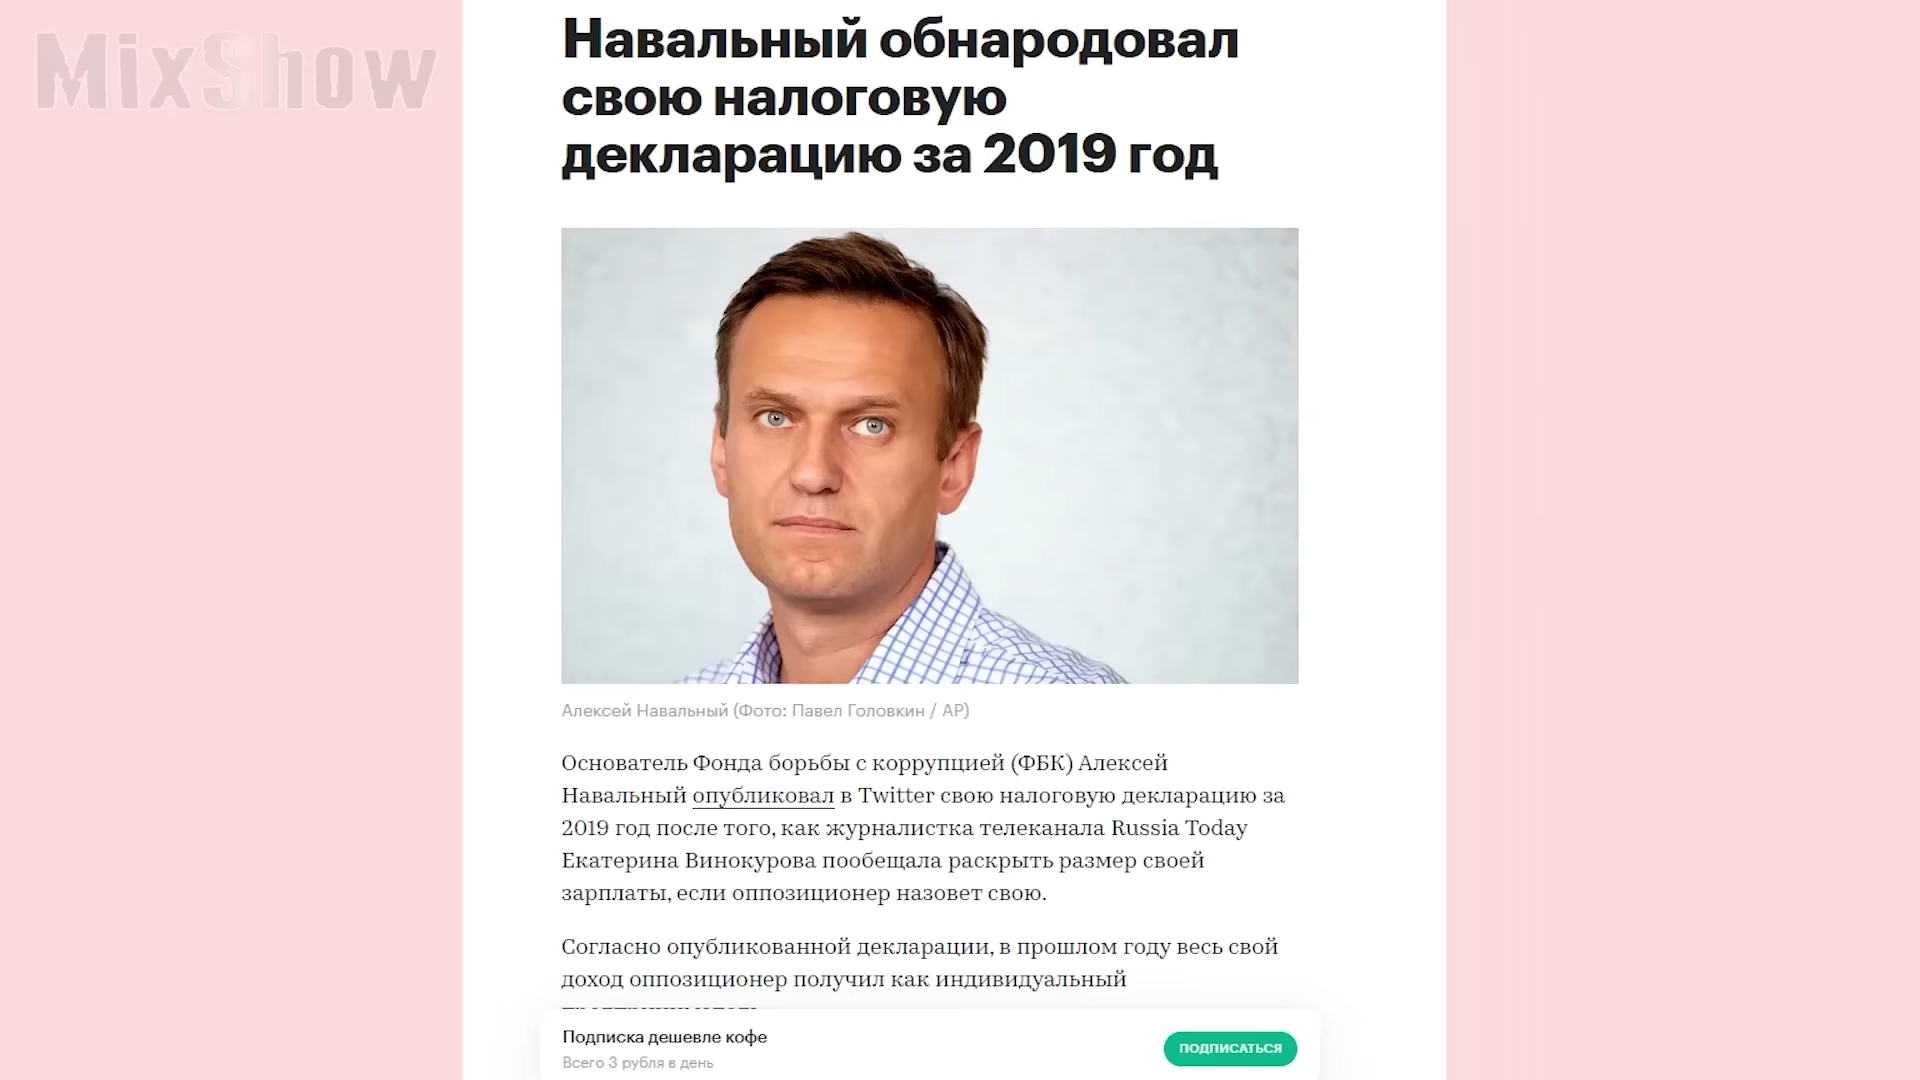 MixShow
Навальный обнародовал
свою налоговую
декларацию за 2019 год
Алексей Навальный (Фото: Павел Головкин / AP)
Основатель Фонда борьбы с коррупцией (ФБК) Алексей
Навальный опубликовал в Twitter свою налоговую декларацию за
2019 год после того, как журналистка телеканала Russia Today
Екатерина Винокурова пообещала раскрыть размер своей
зарплаты, если оппозиционер назовет свою.
Согласно опубликованной декларации, в прошлом году весь свой
доход оппозиционер получил как индивидуальный
Подписка дешевле кофе
Всего 3 рубля в день
ПОДПИСАТЬСЯ